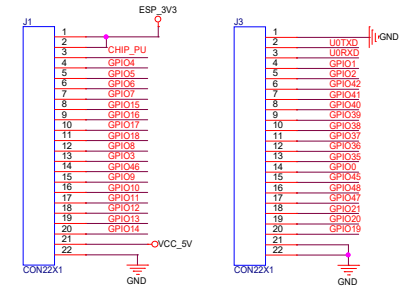 ESP_3V3
J1
1
2
3 CHIP_PU
4 GPIO4
5 GPIO5
6 GPIO6
7 GPIO7
8 GPIO15
9 GPIO16
10 GPIO17
11 GPIO18
12 GPIO8
13 GPIO3
14 GPIO46
15 GPIO9
16 GPIO10
17 GPIO11
18 GPIO12
19 GPIO13
20 GPIO14
21 VCC_5V
22
CON22X1
GND
J3
1 GND
2 U0TXD
3 U0RXD
4 GPIO1
5 GPIO2
6 GPIO42
7 GPIO41
8 GPIO40
9 GPIO39
10 GPIO38
11 GPIO37
12 GPIO36
13 GPIO35
14 GPIO0
15 GPIO45
16 GPIO48
17 GPIO47
18 GPIO21
19 GPIO20
20 GPIO19
21
22
CON22X1
GND